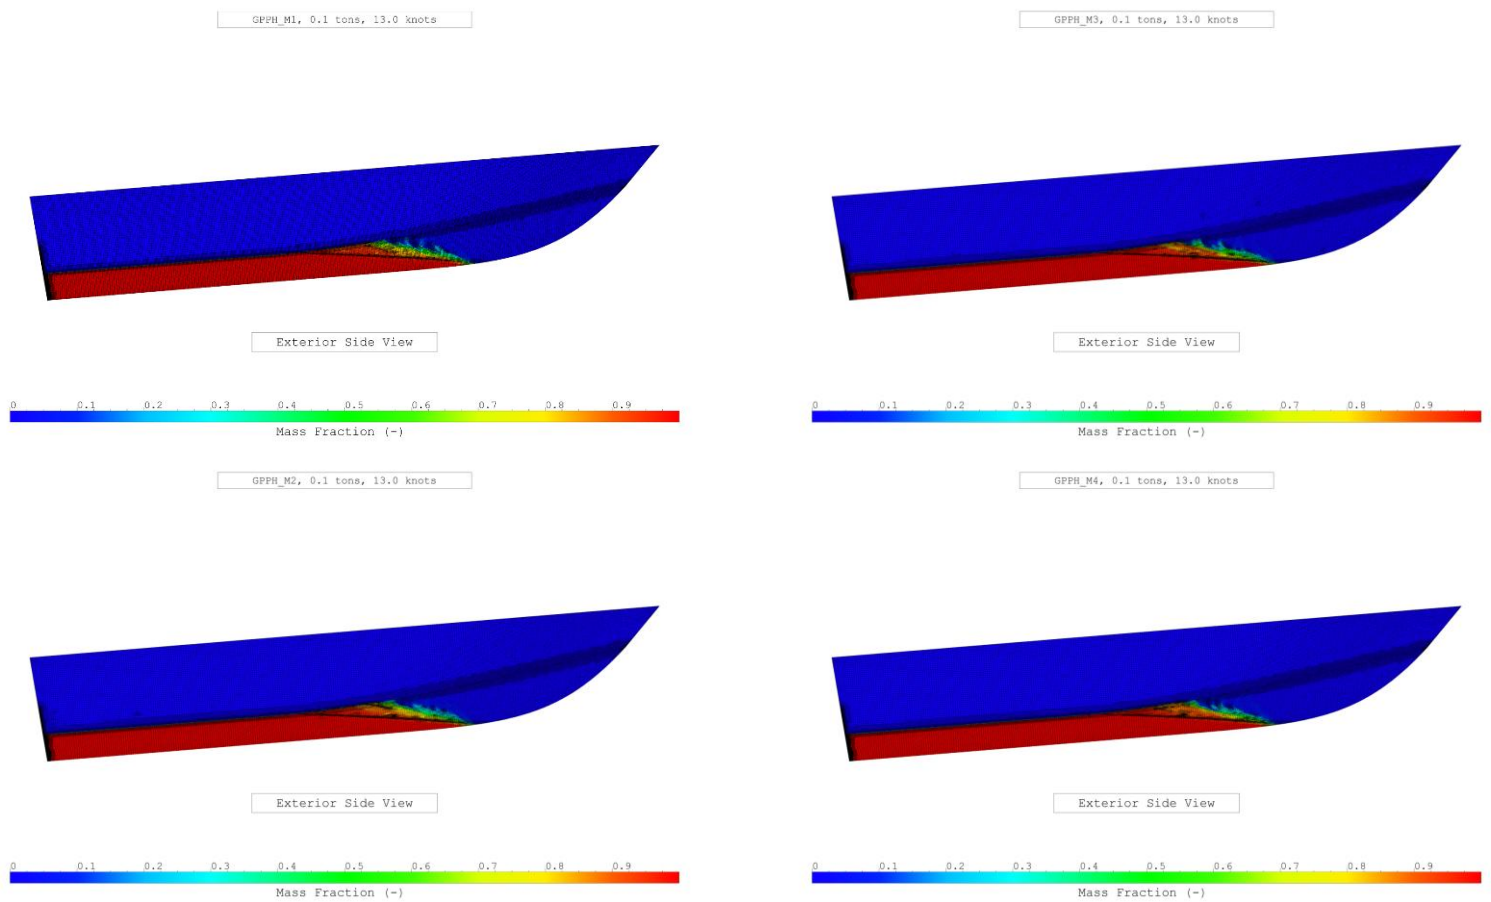 GPPH_M1, 0.1 tons, 13.0 knots
Exterior Side View
0 0.1 0.2 0.3 0.4 0.5 0.6 0.7 0.8 0.9
Mass Fraction (-)
GPPH_M3, 0.1 tons, 13.0 knots
Exterior Side View
0 0.1 0.2 0.3 0.4 0.5 0.6 0.7 0.8 0.9
Mass Fraction (-)
GPPH_M2, 0.1 tons, 13.0 knots
Exterior Side View
0 0.1 0.2 0.3 0.4 0.5 0.6 0.7 0.8 0.9
Mass Fraction (-)
GPPH_M4, 0.1 tons, 13.0 knots
Exterior Side View
0 0.1 0.2 0.3 0.4 0.5 0.6 0.7 0.8 0.9
Mass Fraction (-)